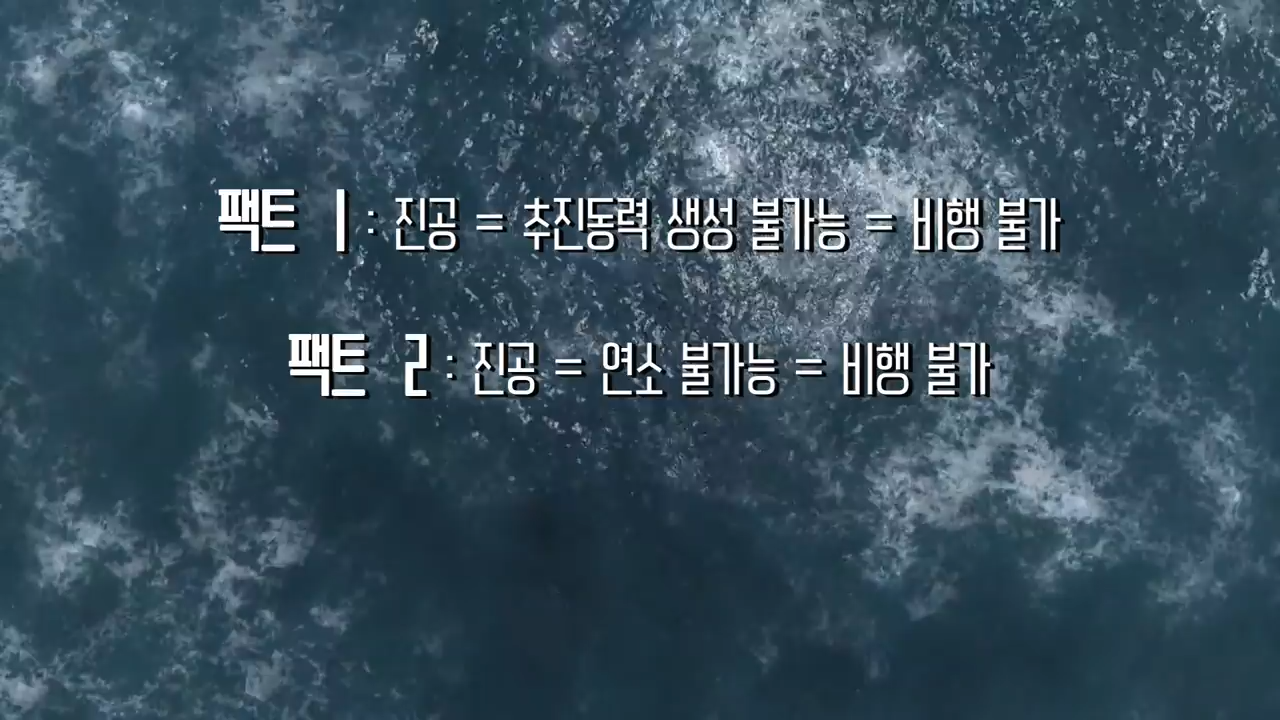 팩트 1 : 진공 = 추진동력 생성 불가능 = 비행 불가
팩트 2 : 진공 = 연소 불가능 = 비행 불가